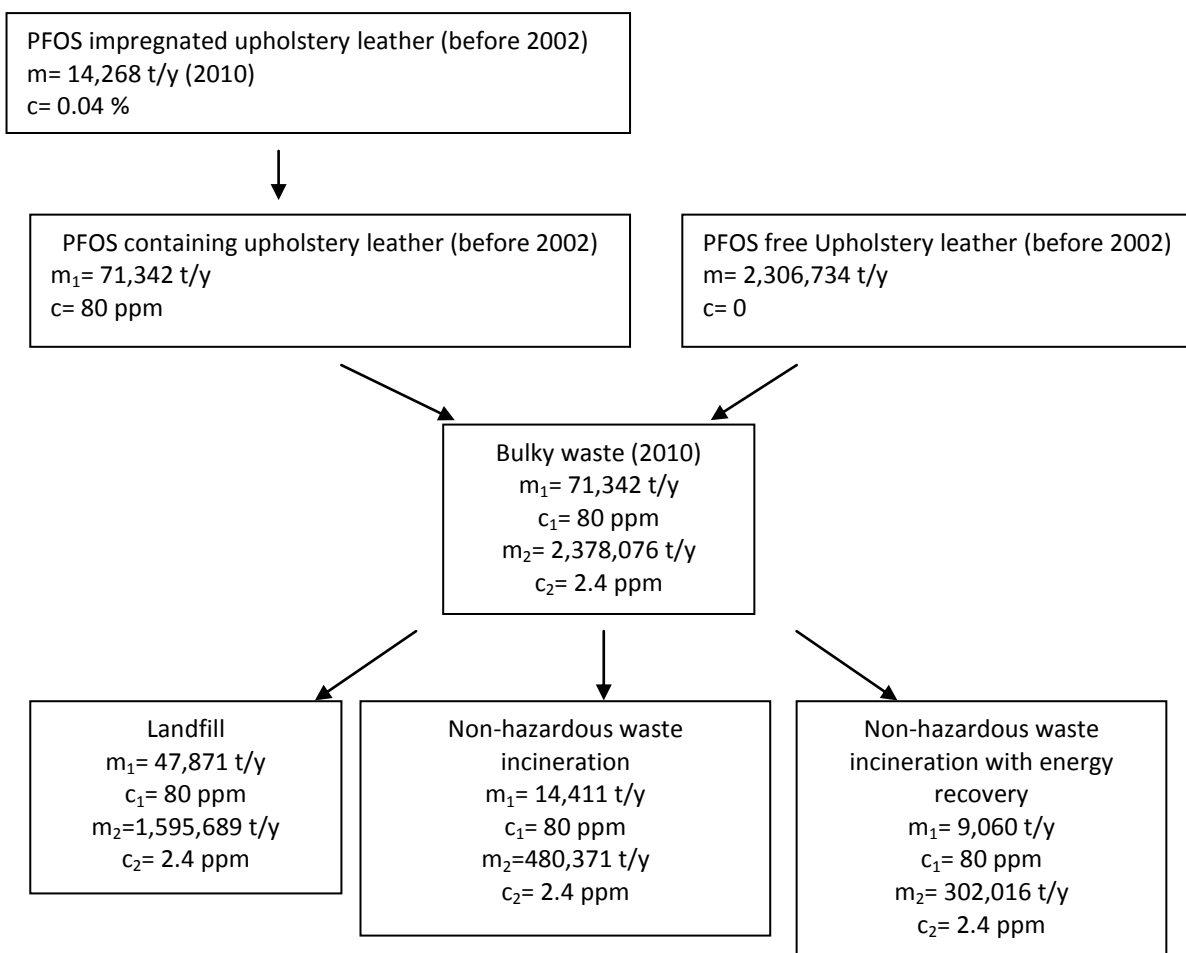 PFOS impregnated upholstery leather (before 2002)
m= 14,268 t/y (2010)
c= 0.04 %
PFOS containing upholstery leather (before 2002)
m₁= 71,342 t/y
c= 80 ppm
PFOS free Upholstery leather (before 2002)
m= 2,306,734 t/y
c= 0
Bulky waste (2010)
m₁= 71,342 t/y
c₁= 80 ppm
m₂= 2,378,076 t/y
c₂= 2.4 ppm
Landfill
m₁= 47,871 t/y
c₁= 80 ppm
m₂=1,595,689 t/y
c₂= 2.4 ppm
Non-hazardous waste
incineration
m₁= 14,411 t/y
c₁= 80 ppm
m₂=480,371 t/y
c₂= 2.4 ppm
Non-hazardous waste
incineration with energy
recovery
m₁= 9,060 t/y
c₁= 80 ppm
m₂= 302,016 t/y
c₂= 2.4 ppm